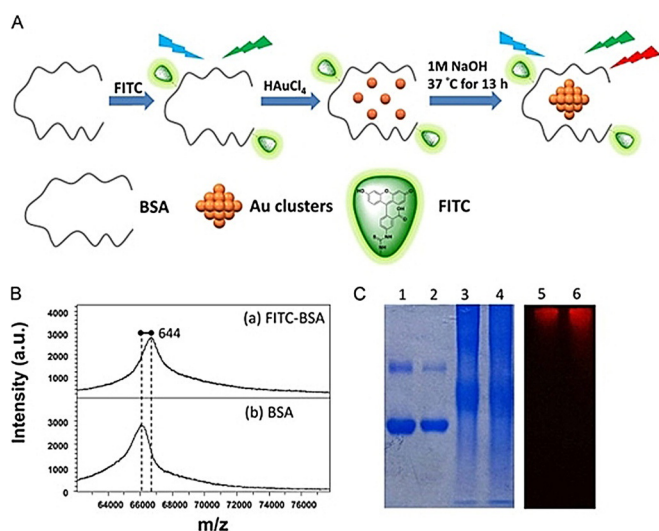 A
FITC
HAuCl4
1M NaOH
37 °C for 13 h
BSA
Au clusters
FITC
B
C
Intensity (a.u.)
4000
3000
2000
1000
(a) FITC-BSA
644
3000
2000
1000
0
(b) BSA
64000 66000 68000 70000 72000 74000 76000
m/z
1 2 3 4 5 6